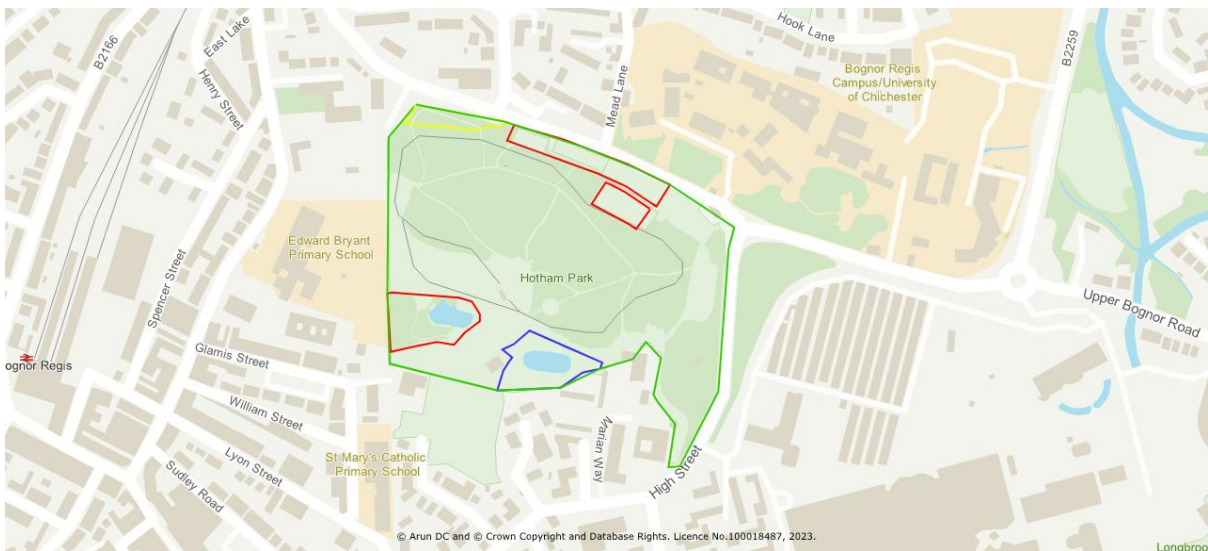 B2166
East Lake
Henry Street
Mead Lane
Hook Lane
Bognor Regis
Campus/University
of Chichester
B2259
Edward Bryant
Primary School
Hotham Park
Spencer Street
Upper Bognor Road
ognor Regis
Glamis Street
William Street
Lyon Street
Sudley Road
St Mary's Catholic
Primary School
Marian Way
High Street
© Arun DC and © Crown Copyright and Database Rights. Licence No.100018487, 2023.
Longbroo